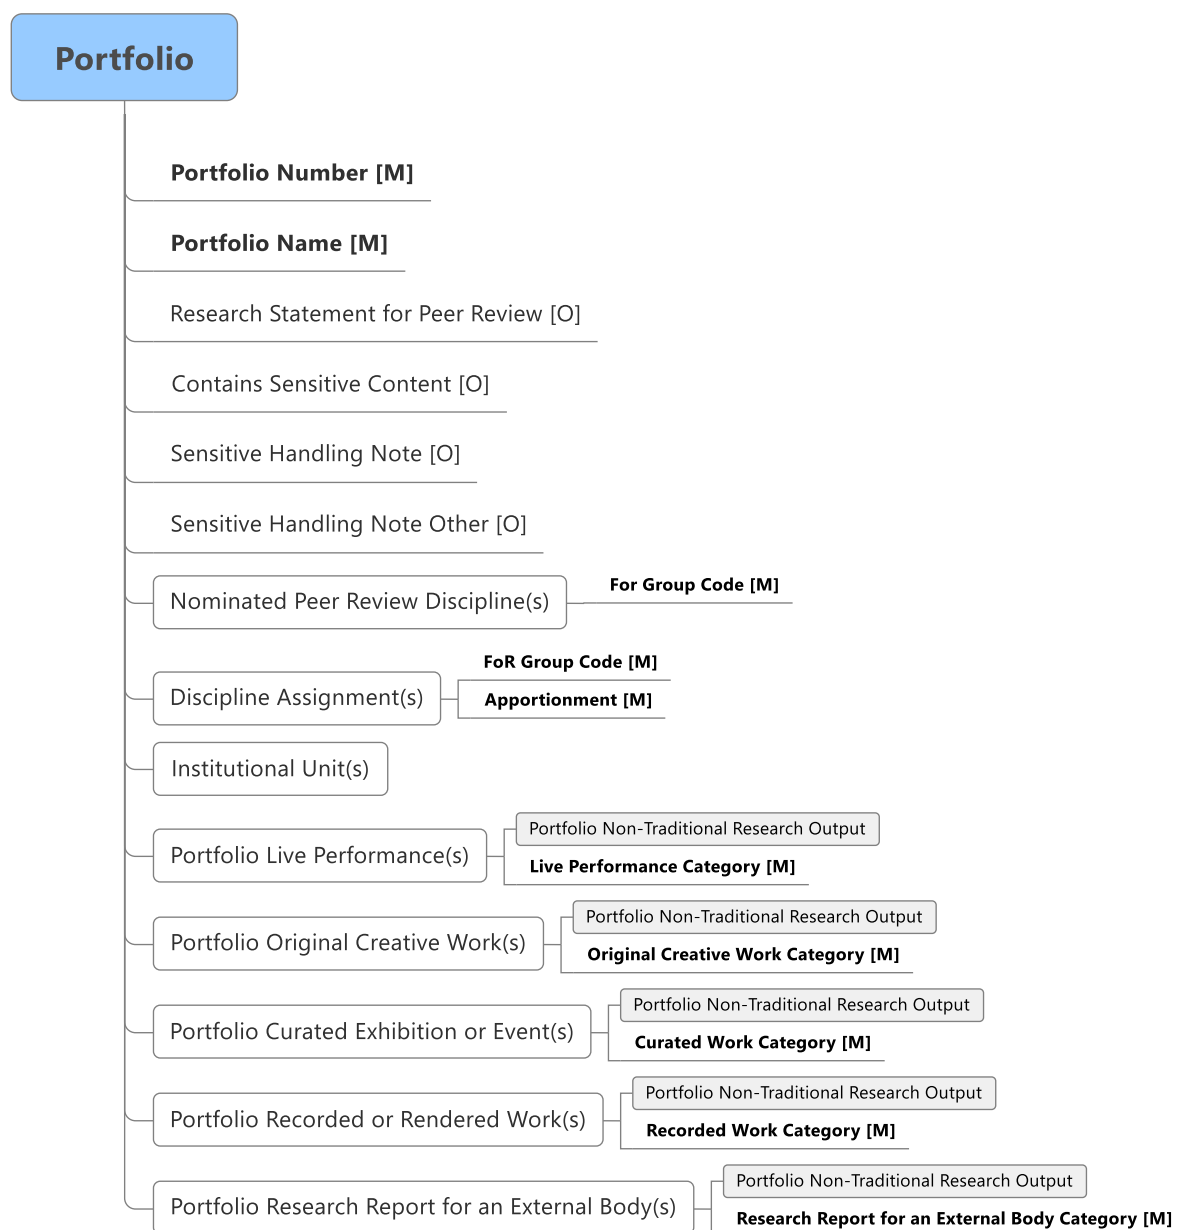 Portfolio
Portfolio Number [M]
Portfolio Name [M]
Research Statement for Peer Review [O]
Contains Sensitive Content [O]
Sensitive Handling Note [O]
Sensitive Handling Note Other [O]
Nominated Peer Review Discipline(s)
For Group Code [M]
Discipline Assignment(s)
FoR Group Code [M]
Apportionment [M]
Institutional Unit(s)
Portfolio Live Performance(s)
Portfolio Non-Traditional Research Output
Live Performance Category [M]
Portfolio Original Creative Work(s)
Portfolio Non-Traditional Research Output
Original Creative Work Category [M]
Portfolio Curated Exhibition or Event(s)
Portfolio Non-Traditional Research Output
Curated Work Category [M]
Portfolio Recorded or Rendered Work(s)
Portfolio Non-Traditional Research Output
Recorded Work Category [M]
Portfolio Research Report for an External Body(s)
Portfolio Non-Traditional Research Output
Research Report for an External Body Category [M]